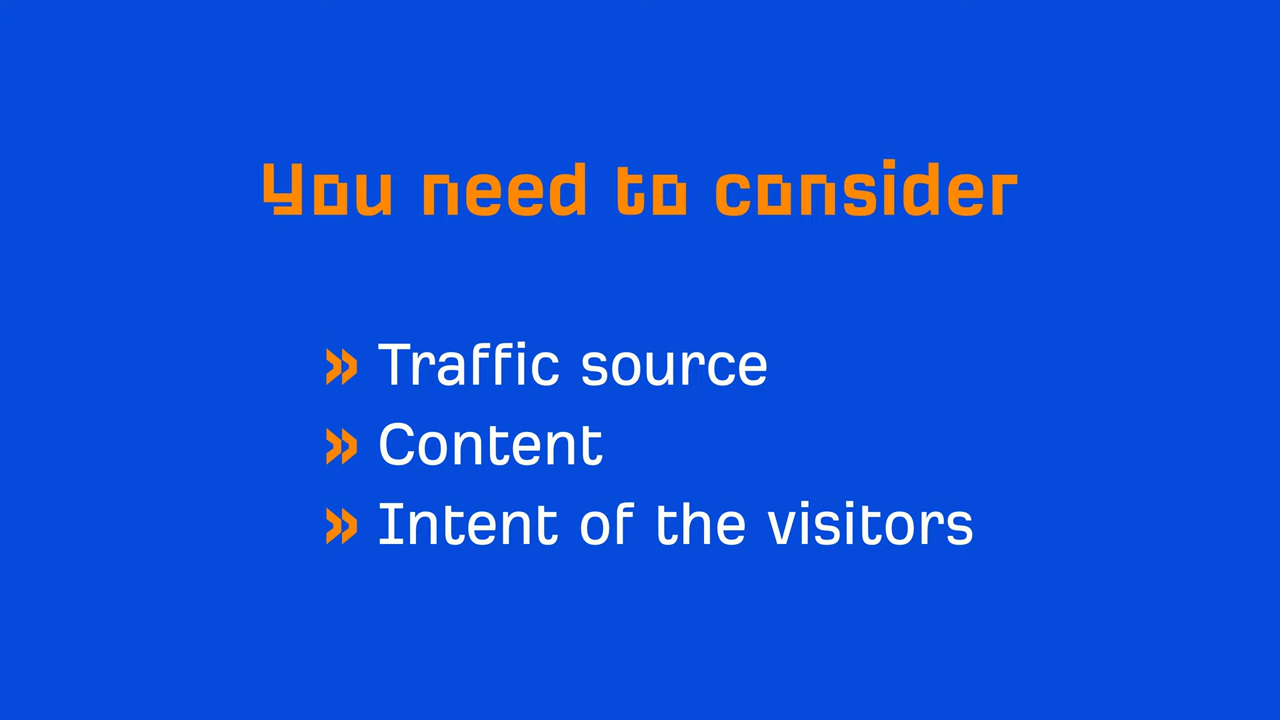 You need to consider
» Traffic source
» Content
» Intent of the visitors